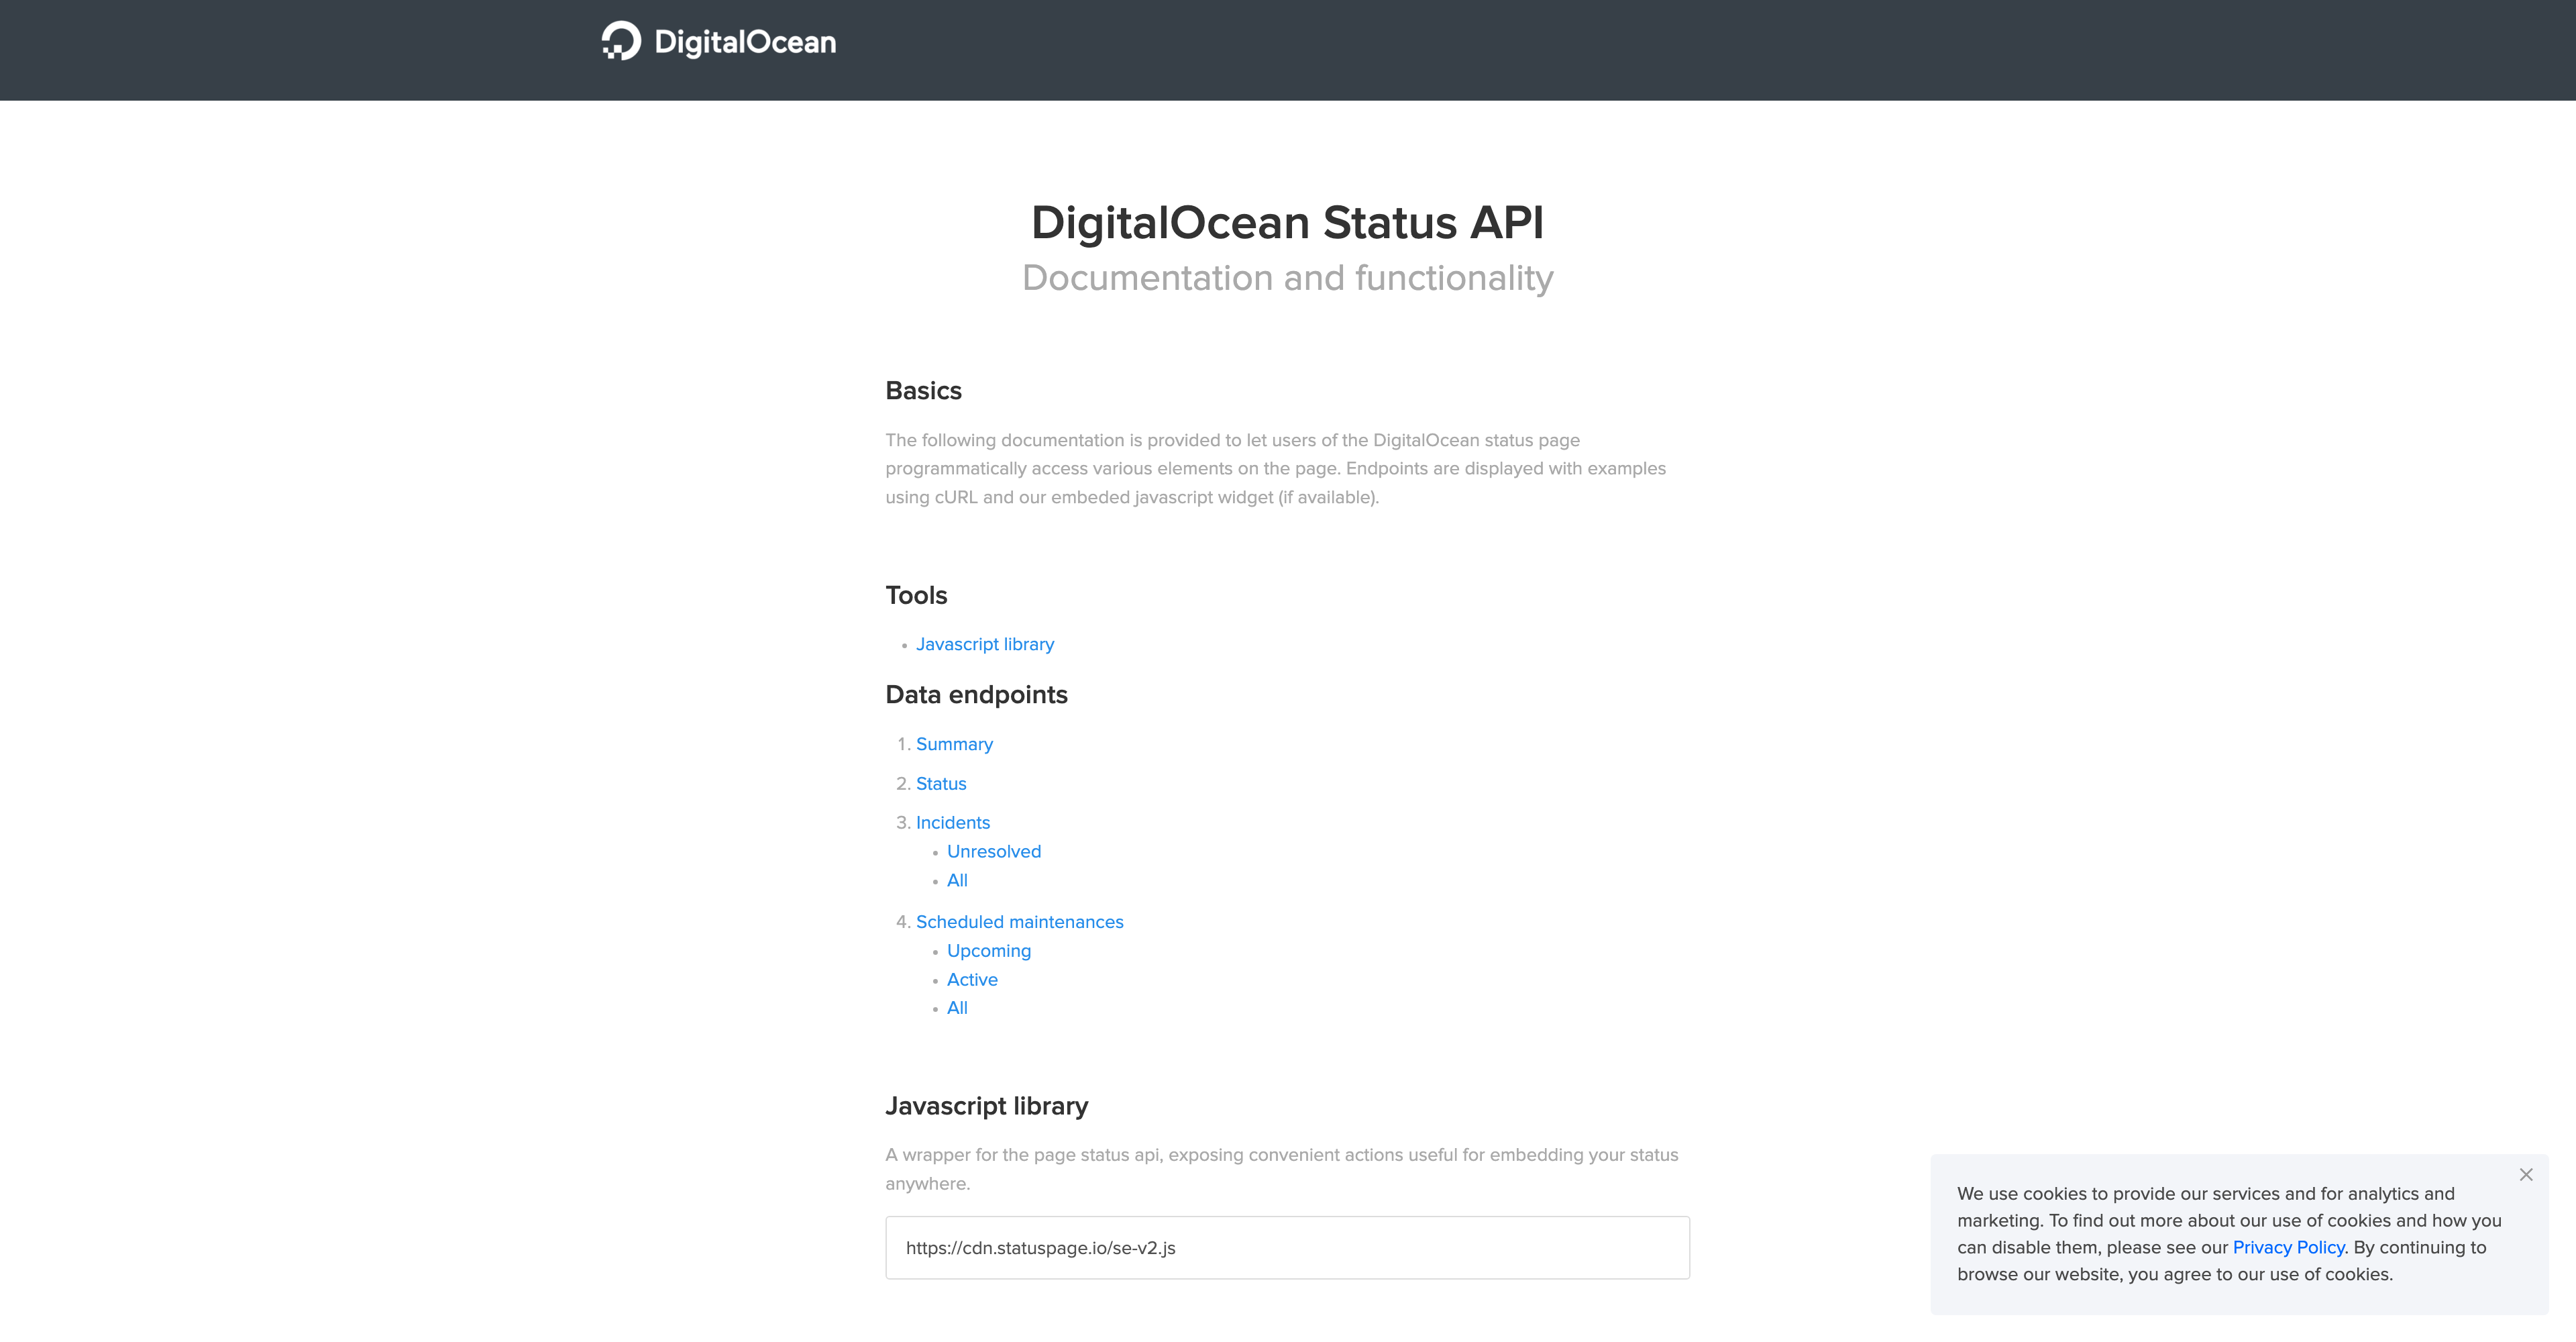 DigitalOcean
DigitalOcean Status API
Documentation and functionality
Basics
The following documentation is provided to let users of the DigitalOcean status page
programmatically access various elements on the page. Endpoints are displayed with examples
using cURL and our embeded javascript widget (if available).
Tools
• Javascript library
Data endpoints
1. Summary
2. Status
3. Incidents
• Unresolved
• All
4. Scheduled maintenances
• Upcoming
• Active
• All
Javascript library
A wrapper for the page status api, exposing convenient actions useful for embedding your status
anywhere.
https://cdn.statuspage.io/se-v2.js
We use cookies to provide our services and for analytics and
marketing. To find out more about our use of cookies and how you
can disable them, please see our Privacy Policy. By continuing to
browse our website, you agree to our use of cookies.